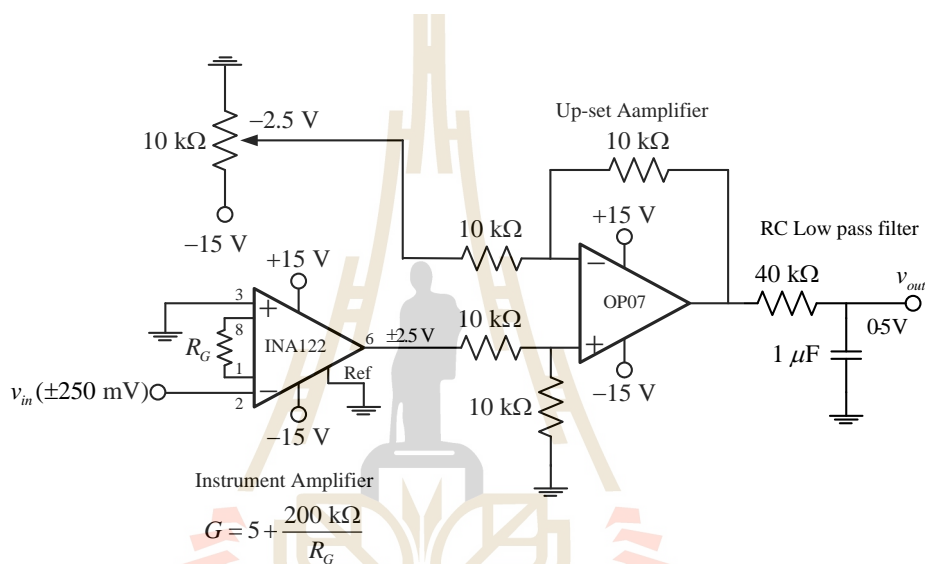 Up-set Aamplifier
10 kΩ
−2.5 V
10 kΩ
−15 V
+15 V
10 kΩ
−
OP07
+
−15 V
RC Low pass filter
40 kΩ
v_out
0-5V
1 μF
+15 V
3
+
8
R_G
INA122
6
±2.5 V
10 kΩ
1
Ref
−
2
v_in (±250 mV)
−15 V
10 kΩ
Instrument Amplifier
G = 5 + 200 kΩ / R_G